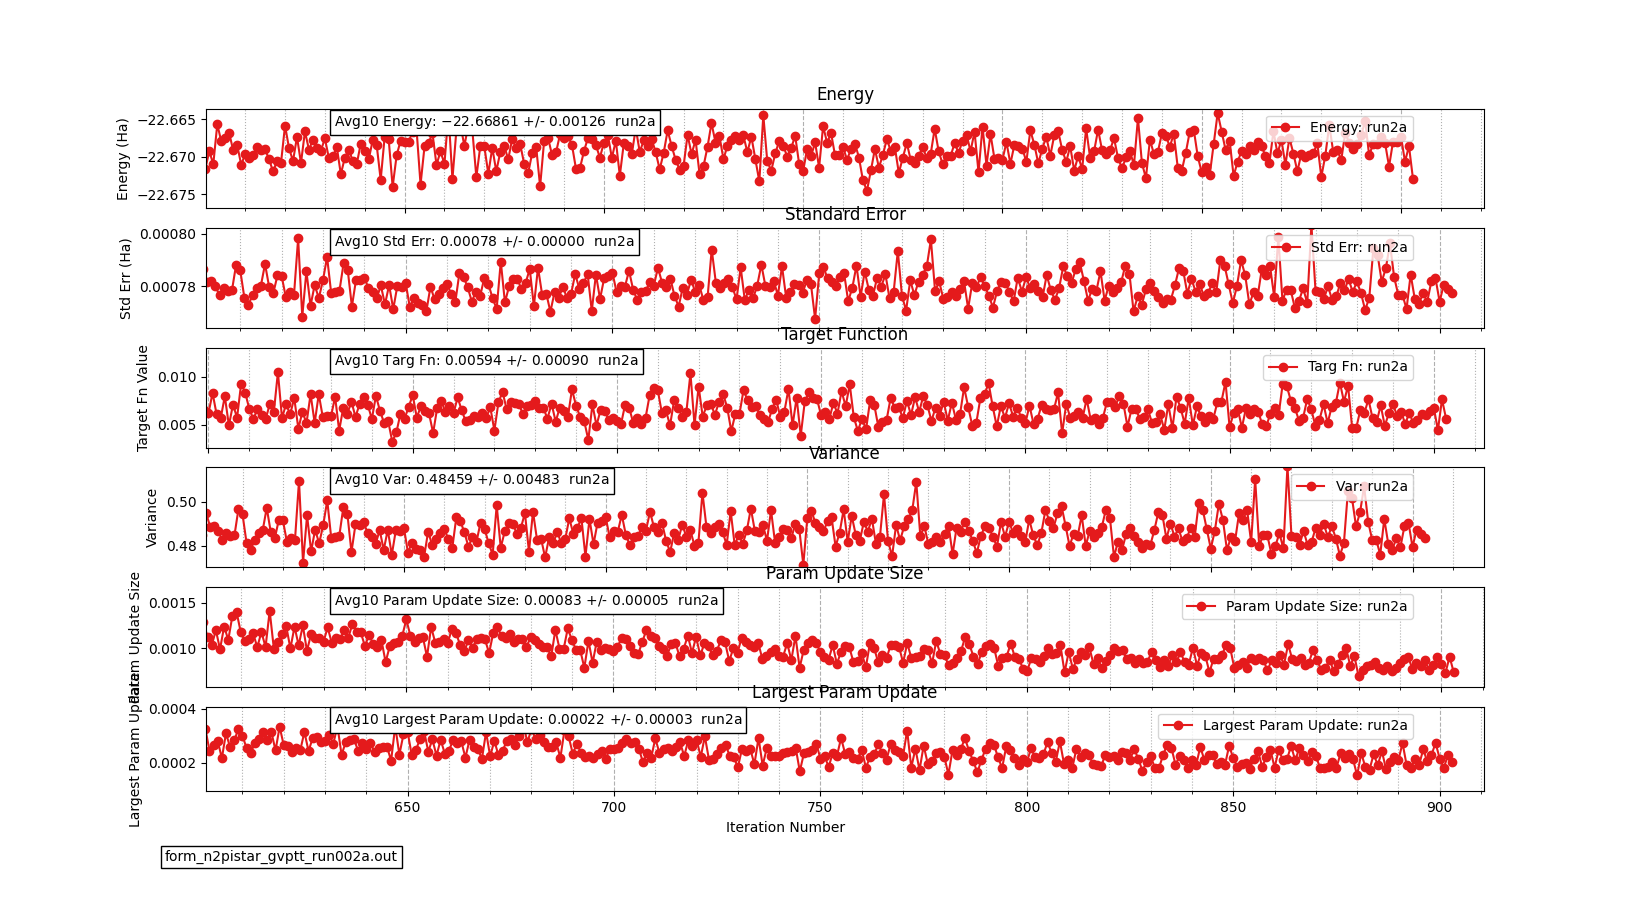 Energy
Avg10 Energy: −22.66861 +/- 0.00126 run2a
Energy: run2a
−22.665
−22.670
−22.675
Energy (Ha)
Standard Error
Avg10 Std Err: 0.00078 +/- 0.00000 run2a
Std Err: run2a
0.00080
0.00078
Std Err (Ha)
Target Function
Avg10 Targ Fn: 0.00594 +/- 0.00090 run2a
Targ Fn: run2a
0.010
0.005
Target Fn Value
Variance
Avg10 Var: 0.48459 +/- 0.00483 run2a
Var: run2a
0.50
0.48
Variance
Param Update Size
Avg10 Param Update Size: 0.00083 +/- 0.00005 run2a
Param Update Size: run2a
0.0015
0.0010
Param Update Size
Largest Param Update
Avg10 Largest Param Update: 0.00022 +/- 0.00003 run2a
Largest Param Update: run2a
0.0004
0.0002
Largest Param Update
650
700
750
800
850
900
Iteration Number
form_n2pistar_gvptt_run002a.out